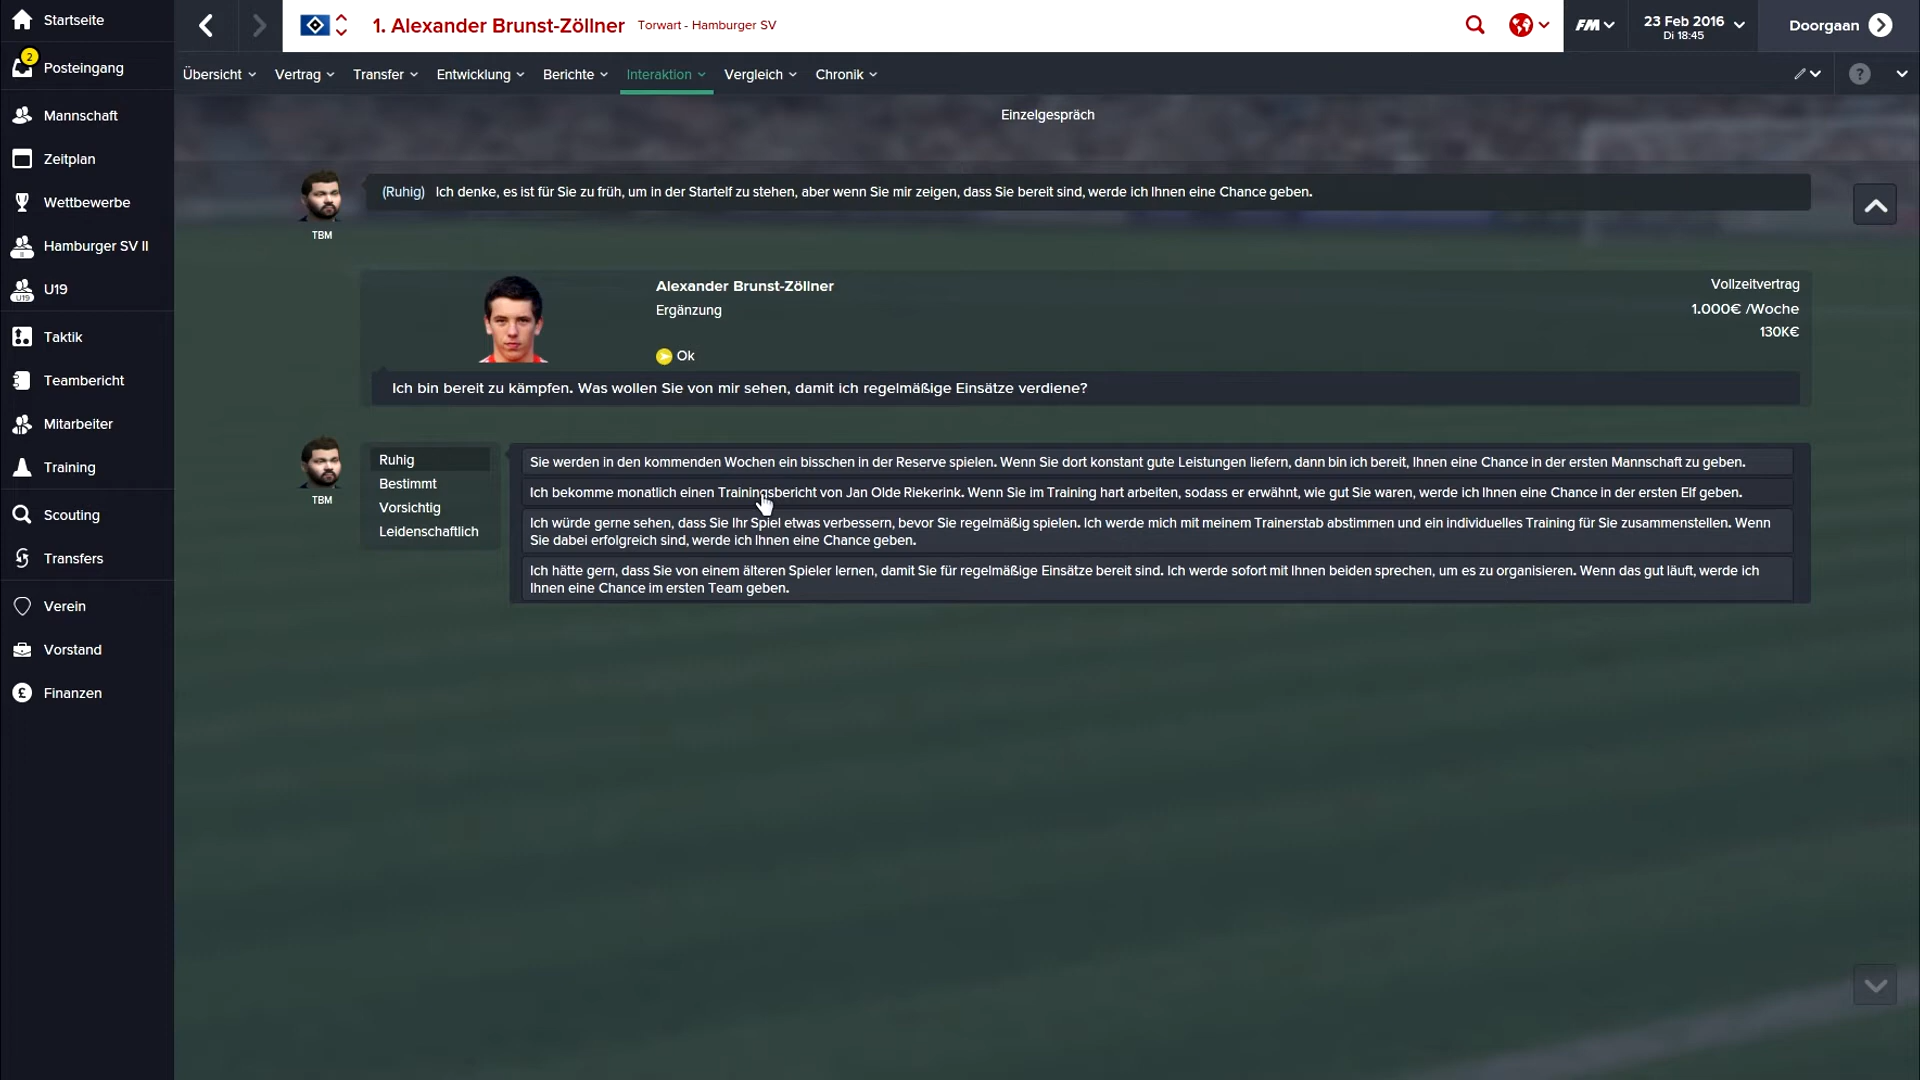 Startseite
2
Posteingang
Mannschaft
Zeitplan
Wettbewerbe
II
Hamburger SV II
U19
U19
Taktik
Teambericht
Mitarbeiter
Training
Scouting
Transfers
Verein
Vorstand
£
Finanzen
1. Alexander Brunst-Zöllner
Torwart - Hamburger SV
FM
23 Feb 2016
Di 18:45
Doorgaan
Übersicht
Vertrag
Transfer
Entwicklung
Berichte
Interaktion
Vergleich
Chronik
?
Einzelgespräch
TBM
(Ruhig) Ich denke, es ist für Sie zu früh, um in der Startelf zu stehen, aber wenn Sie mir zeigen, dass Sie bereit sind, werde ich Ihnen eine Chance geben.
Alexander Brunst-Zöllner
Ergänzung
Ok
Vollzeitvertrag
1.000€ /Woche
130K€
Ich bin bereit zu kämpfen. Was wollen Sie von mir sehen, damit ich regelmäßige Einsätze verdiene?
TBM
Ruhig
Bestimmt
Vorsichtig
Leidenschaftlich
Sie werden in den kommenden Wochen ein bisschen in der Reserve spielen. Wenn Sie dort konstant gute Leistungen liefern, dann bin ich bereit, Ihnen eine Chance in der ersten Mannschaft zu geben.
Ich bekomme monatlich einen Trainingsbericht von Jan Olde Riekerink. Wenn Sie im Training hart arbeiten, sodass er erwähnt, wie gut Sie waren, werde ich Ihnen eine Chance in der ersten Elf geben.
Ich würde gerne sehen, dass Sie Ihr Spiel etwas verbessern, bevor Sie regelmäßig spielen. Ich werde mich mit meinem Trainerstab abstimmen und ein individuelles Training für Sie zusammenstellen. Wenn
Sie dabei erfolgreich sind, werde ich Ihnen eine Chance geben.
Ich hätte gern, dass Sie von einem älteren Spieler lernen, damit Sie für regelmäßige Einsätze bereit sind. Ich werde sofort mit Ihnen beiden sprechen, um es zu organisieren. Wenn das gut läuft, werde ich
Ihnen eine Chance im ersten Team geben.